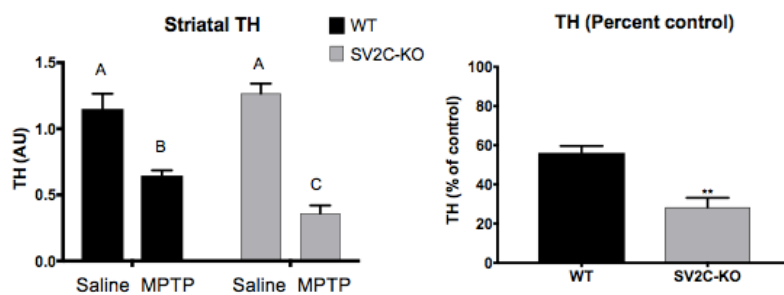 Striatal TH
WT
SV2C-KO
TH (AU)
1.5
1.0
0.5
0.0
A
B
A
C
Saline MPTP Saline MPTP
TH (Percent control)
TH (% of control)
100
80
60
40
20
0
**
WT SV2C-KO